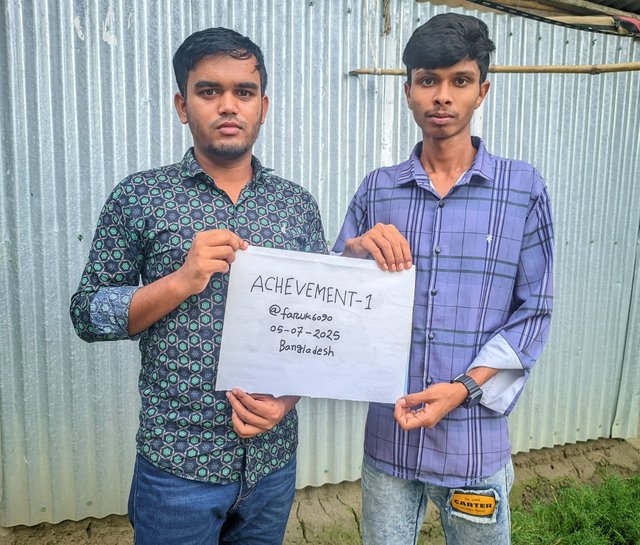 ACHEVEMENT-1
@faruk6090
05-07-2025
Bangladesh
CARTER